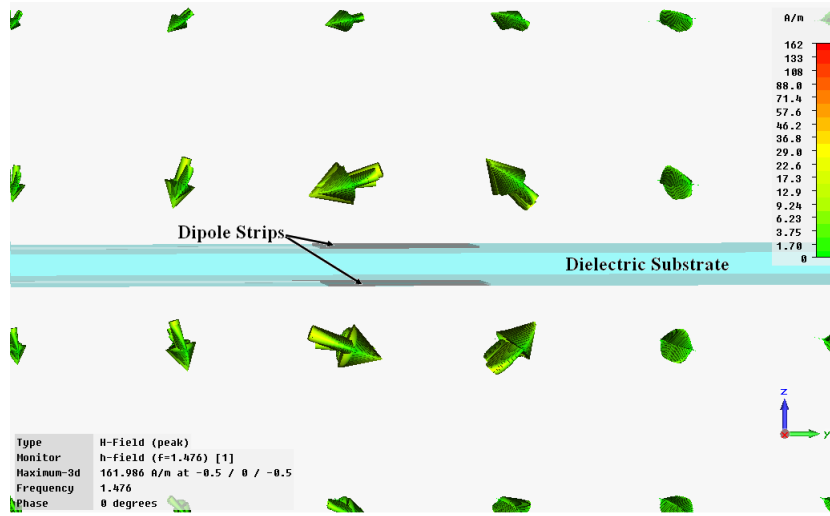 A/m
162
133
108
88.0
71.4
57.6
46.2
36.8
29.0
22.6
17.3
12.9
9.24
6.23
3.75
1.70
0
Dipole Strips
Dielectric Substrate
z
y
Type H-Field (peak)
Monitor h-field (f=1.476) [1]
Maximum-3d 161.986 A/m at -0.5 / 0 / -0.5
Frequency 1.476
Phase 0 degrees